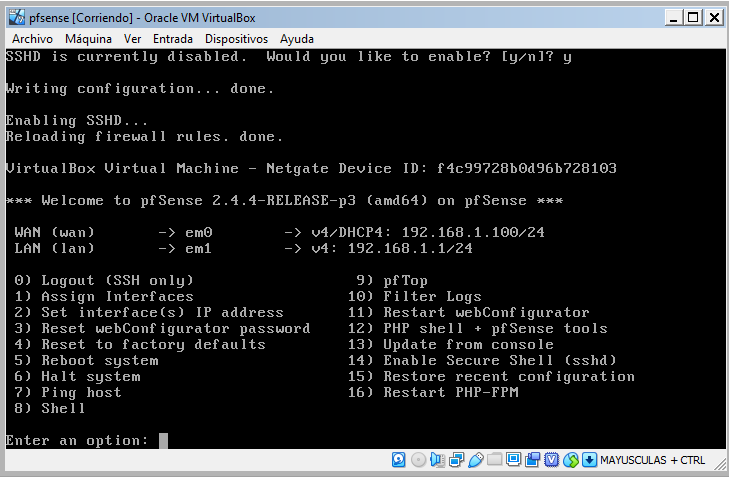 pfsense [Corriendo] - Oracle VM VirtualBox
Archivo Máquina Ver Entrada Dispositivos Ayuda
SSHD is currently disabled.  Would you like to enable? [y/n]? y
Writing configuration... done.
Enabling SSHD...
Reloading firewall rules. done.
VirtualBox Virtual Machine - Netgate Device ID: f4c99728b0d96b728103
*** Welcome to pfSense 2.4.4-RELEASE-p3 (amd64) on pfSense ***
WAN (wan) -> em0 -> v4/DHCP4: 192.168.1.100/24
LAN (lan) -> em1 -> v4: 192.168.1.1/24
0) Logout (SSH only) 9) pfTop
1) Assign Interfaces 10) Filter Logs
2) Set interface(s) IP address 11) Restart webConfigurator
3) Reset webConfigurator password 12) PHP shell + pfSense tools
4) Reset to factory defaults 13) Update from console
5) Reboot system 14) Enable Secure Shell (sshd)
6) Halt system 15) Restore recent configuration
7) Ping host 16) Restart PHP-FPM
8) Shell
Enter an option:
MAYUSCULAS + CTRL